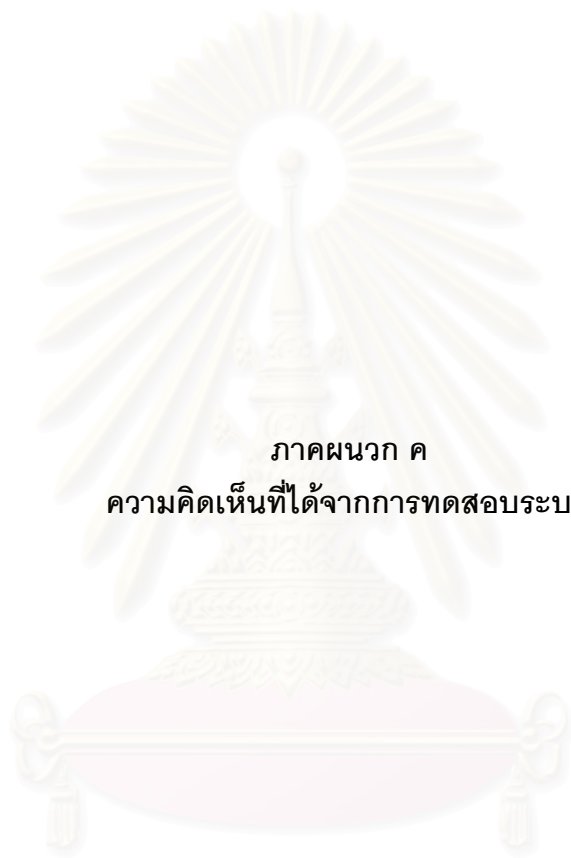 ภาคผนวก ค
ความคิดเห็นที่ได้จากการทดสอบระบ